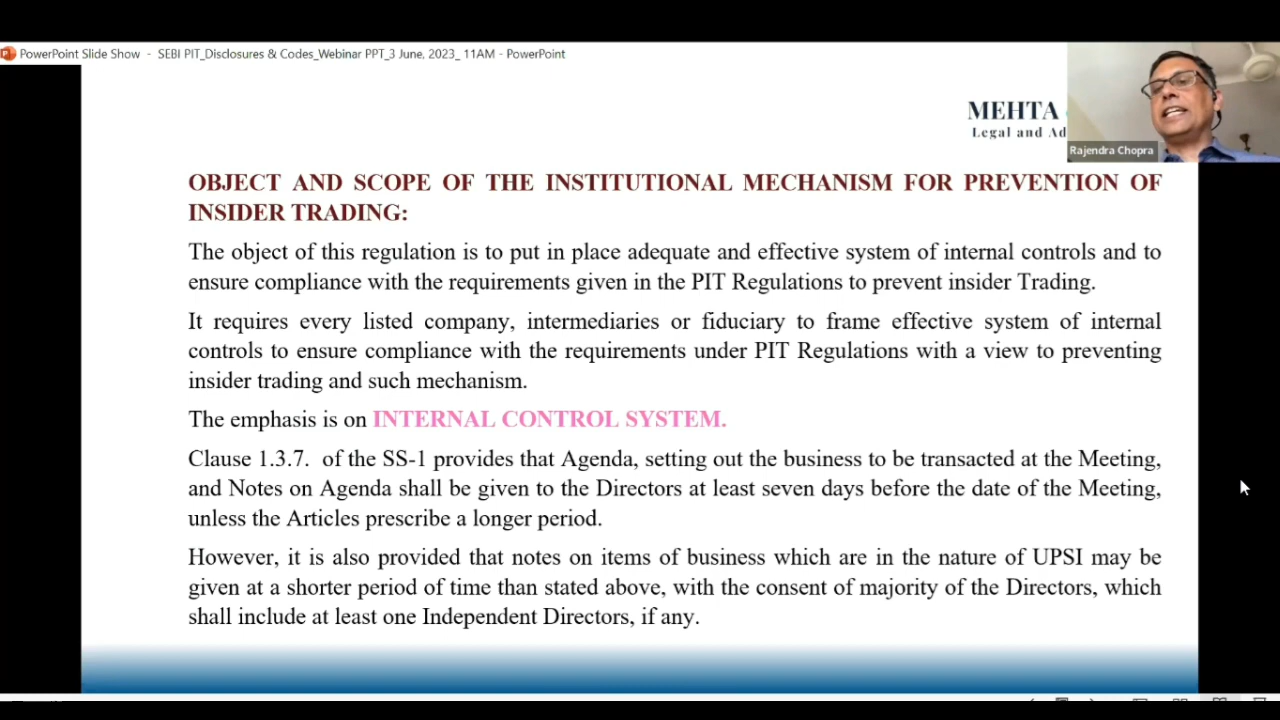 PowerPoint Slide Show - SEBI PIT_Disclosures & Codes_Webinar PPT_3 June, 2023_ 11AM - PowerPoint
MEHTA
Legal and Ad
Rajendra Chopra
OBJECT AND SCOPE OF THE INSTITUTIONAL MECHANISM FOR PREVENTION OF
INSIDER TRADING:
The object of this regulation is to put in place adequate and effective system of internal controls and to
ensure compliance with the requirements given in the PIT Regulations to prevent insider Trading.
It requires every listed company, intermediaries or fiduciary to frame effective system of internal
controls to ensure compliance with the requirements under PIT Regulations with a view to preventing
insider trading and such mechanism.
The emphasis is on INTERNAL CONTROL SYSTEM.
Clause 1.3.7. of the SS-1 provides that Agenda, setting out the business to be transacted at the Meeting,
and Notes on Agenda shall be given to the Directors at least seven days before the date of the Meeting,
unless the Articles prescribe a longer period.
However, it is also provided that notes on items of business which are in the nature of UPSI may be
given at a shorter period of time than stated above, with the consent of majority of the Directors, which
shall include at least one Independent Directors, if any.